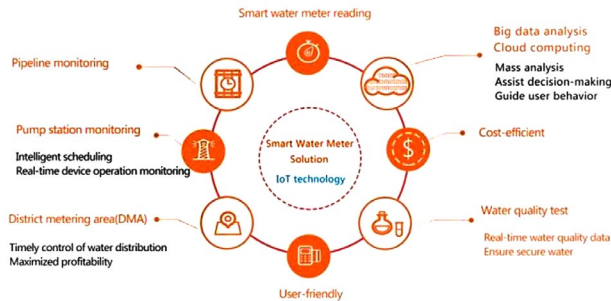 Smart water meter reading
Big data analysis
Cloud computing
Mass analysis
Assist decision-making
Guide user behavior
Pipeline monitoring
Pump station monitoring
Intelligent scheduling
Real-time device operation monitoring
Smart Water Meter
Solution
IoT technology
$
Cost-efficient
District metering area(DMA)
Timely control of water distribution
Maximized profitability
Water quality test
Real-time water quality data
Ensure secure water
User-friendly